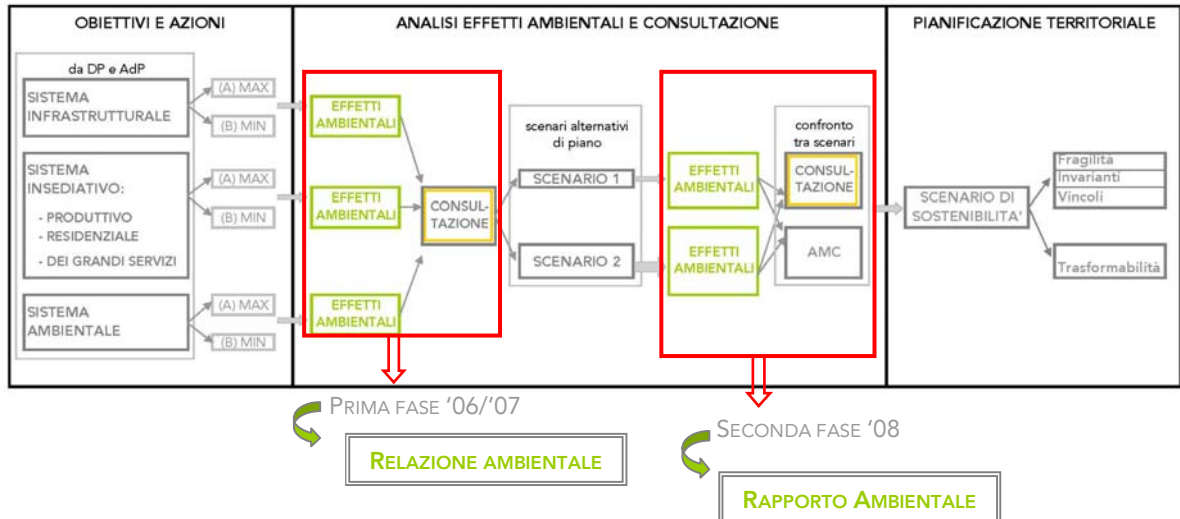 OBIETTIVI E AZIONI
ANALISI EFFETTI AMBIENTALI E CONSULTAZIONE
PIANIFICAZIONE TERRITORIALE
da DP e AdP
SISTEMA
INFRASTRUTTURALE
(A) MAX
(B) MIN
SISTEMA
INSEDIATIVO:
- PRODUTTIVO
- RESIDENZIALE
- DEI GRANDI SERVIZI
(A) MAX
(B) MIN
SISTEMA
AMBIENTALE
(A) MAX
(B) MIN
EFFETTI
AMBIENTALI
EFFETTI
AMBIENTALI
EFFETTI
AMBIENTALI
CONSUL-
TAZIONE
scenari alternativi
di piano
SCENARIO 1
SCENARIO 2
EFFETTI
AMBIENTALI
EFFETTI
AMBIENTALI
confronto
tra scenari
CONSUL-
TAZIONE
AMC
SCENARIO DI
SOSTENIBILITA'
Fragilità
Invarianti
Vincoli
Trasformabilità
PRIMA FASE '06/'07
RELAZIONE AMBIENTALE
SECONDA FASE '08
RAPPORTO AMBIENTALE